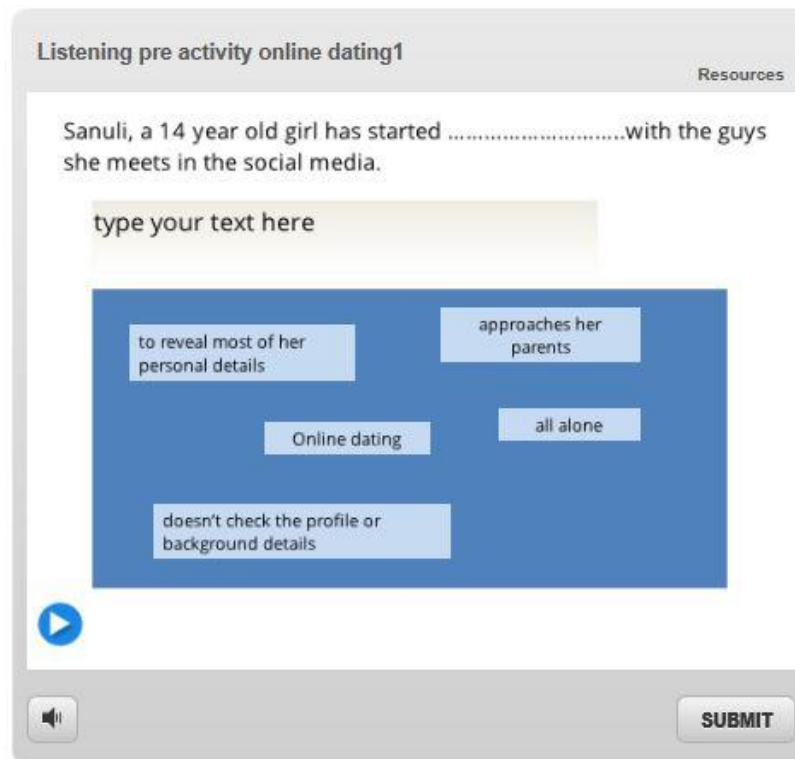 Listening pre activity online dating1
Resources
Sanuli, a 14 year old girl has started ..............................with the guys
she meets in the social media.
type your text here
to reveal most of her
personal details
approaches her
parents
Online dating
all alone
doesn't check the profile or
background details
SUBMIT